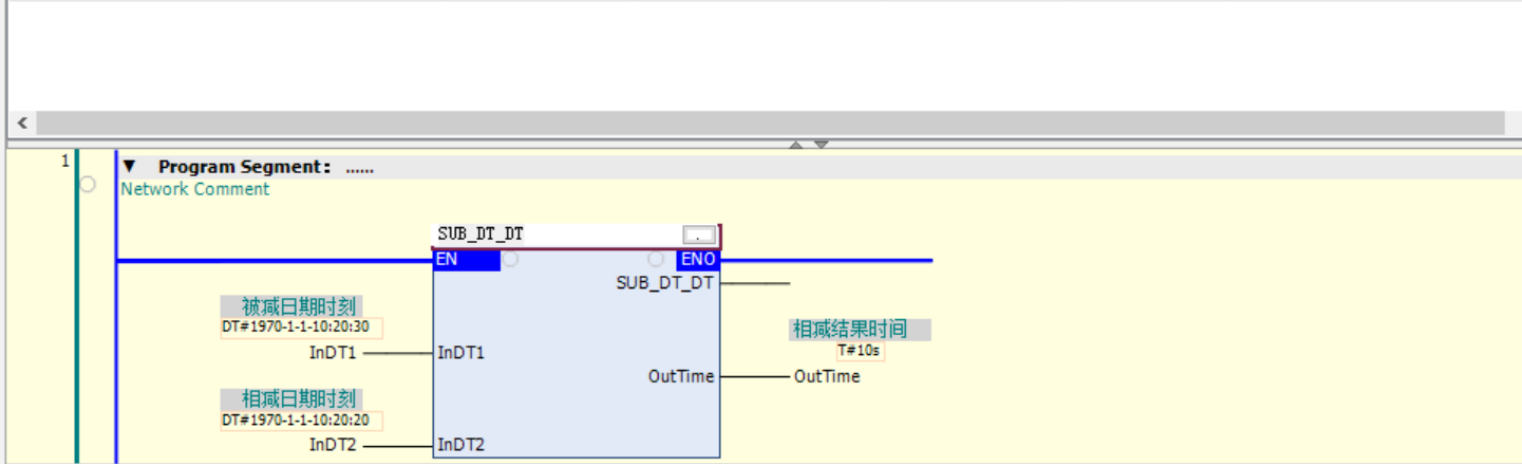 1
Program Segment: ......
Network Comment
SUB_DT_DT
EN
ENO
SUB_DT_DT
被减日期时刻
DT#1970-1-1-10:20:30
InDT1
InDT1
相减结果时间
T#10s
OutTime
OutTime
相减日期时刻
DT#1970-1-1-10:20:20
InDT2
InDT2